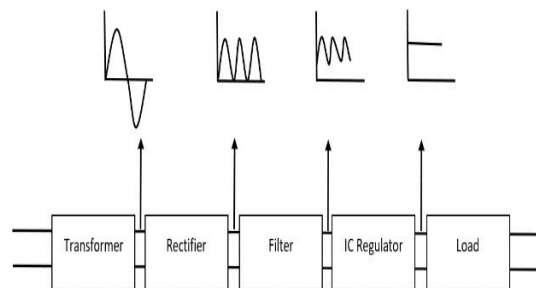 Transformer
Rectifier
Filter
IC Regulator
Load